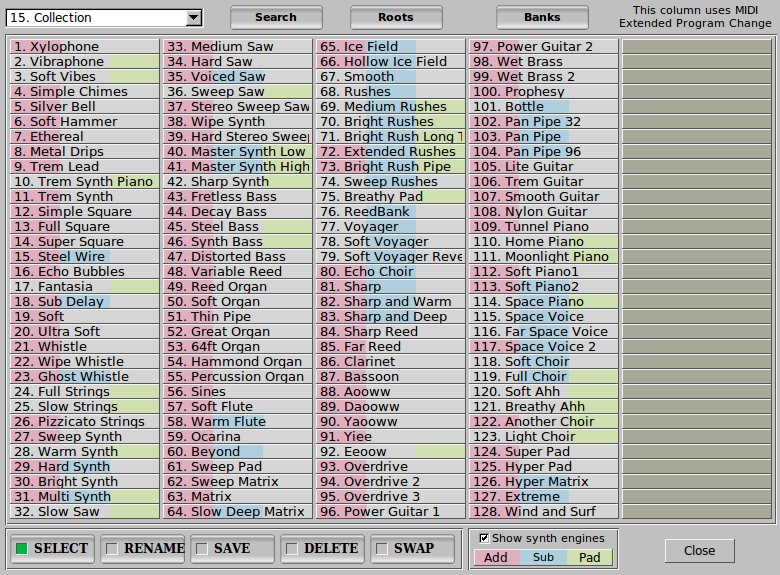 15. Collection
Search
Roots
Banks
This column uses MIDI
Extended Program Change
1. Xylophone
2. Vibraphone
3. Soft Vibes
4. Simple Chimes
5. Silver Bell
6. Soft Hammer
7. Ethereal
8. Metal Drips
9. Trem Lead
10. Trem Synth Piano
11. Trem Synth
12. Simple Square
13. Full Square
14. Super Square
15. Steel Wire
16. Echo Bubbles
17. Fantasia
18. Sub Delay
19. Soft
20. Ultra Soft
21. Whistle
22. Wipe Whistle
23. Ghost Whistle
24. Full Strings
25. Slow Strings
26. Pizzicato Strings
27. Sweep Synth
28. Warm Synth
29. Hard Synth
30. Bright Synth
31. Multi Synth
32. Slow Saw
33. Medium Saw
34. Hard Saw
35. Voiced Saw
36. Sweep Saw
37. Stereo Sweep Saw
38. Wipe Synth
39. Hard Stereo Sweep
40. Master Synth Low
41. Master Synth High
42. Sharp Synth
43. Fretless Bass
44. Decay Bass
45. Steel Bass
46. Synth Bass
47. Distorted Bass
48. Variable Reed
49. Reed Organ
50. Soft Organ
51. Thin Pipe
52. Great Organ
53. 64ft Organ
54. Hammond Organ
55. Percussion Organ
56. Sines
57. Soft Flute
58. Warm Flute
59. Ocarina
60. Beyond
61. Sweep Pad
62. Sweep Matrix
63. Matrix
64. Slow Deep Matrix
65. Ice Field
66. Hollow Ice Field
67. Smooth
68. Rushes
69. Medium Rushes
70. Bright Rushes
71. Bright Rush Long T
72. Extended Rushes
73. Bright Rush Pipe
74. Sweep Rushes
75. Breathy Pad
76. ReedBank
77. Voyager
78. Soft Voyager
79. Soft Voyager Reve
80. Echo Choir
81. Sharp
82. Sharp and Warm
83. Sharp and Deep
84. Sharp Reed
85. Far Reed
86. Clarinet
87. Bassoon
88. Aooww
89. Daooww
90. Yaooww
91. Yiee
92. Eeoow
93. Overdrive
94. Overdrive 2
95. Overdrive 3
96. Power Guitar 1
97. Power Guitar 2
98. Wet Brass
99. Wet Brass 2
100. Prophesy
101. Bottle
102. Pan Pipe 32
103. Pan Pipe
104. Pan Pipe 96
105. Lite Guitar
106. Trem Guitar
107. Smooth Guitar
108. Nylon Guitar
109. Tunnel Piano
110. Home Piano
111. Moonlight Piano
112. Soft Piano1
113. Soft Piano2
114. Space Piano
115. Space Voice
116. Far Space Voice
117. Space Voice 2
118. Soft Choir
119. Full Choir
120. Soft Ahh
121. Breathy Ahh
122. Another Choir
123. Light Choir
124. Super Pad
125. Hyper Pad
126. Hyper Matrix
127. Extreme
128. Wind and Surf
SELECT
RENAME
SAVE
DELETE
SWAP
Show synth engines
Add Sub Pad
Close